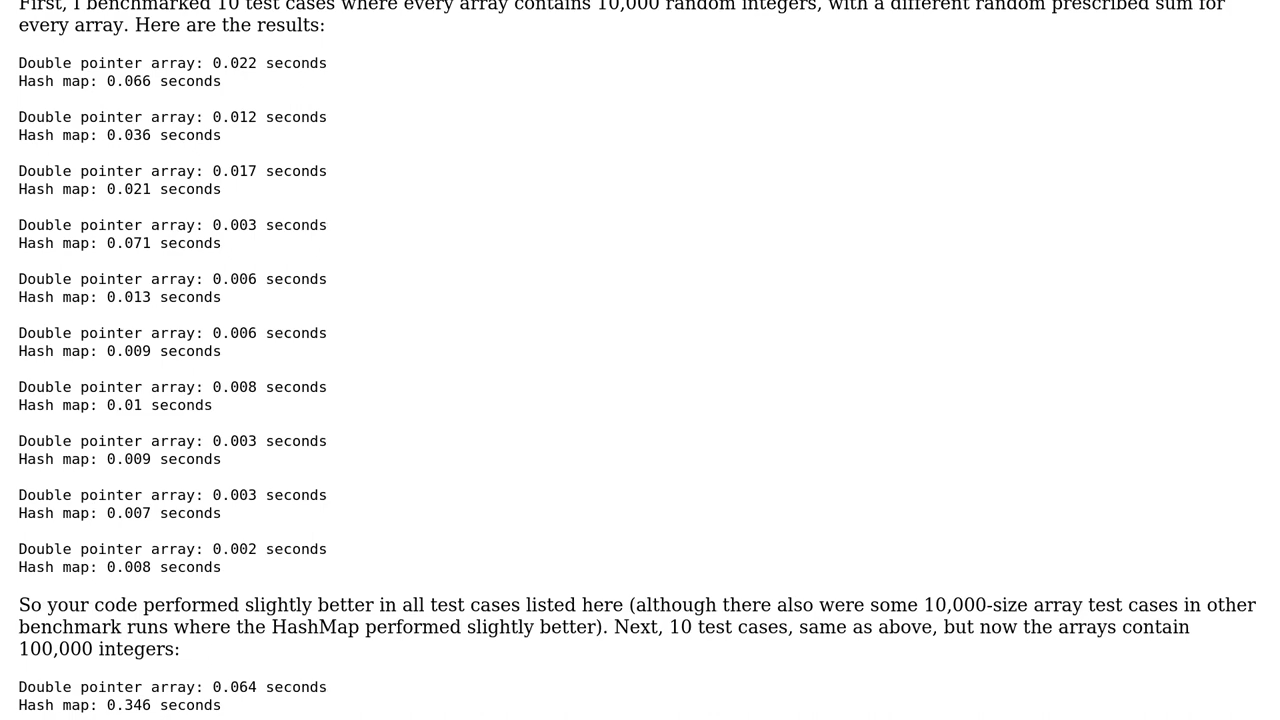 First, I benchmarked 10 test cases where every array contains 10,000 random integers, with a different random prescribed sum for
every array. Here are the results:
Double pointer array: 0.022 seconds
Hash map: 0.066 seconds
Double pointer array: 0.012 seconds
Hash map: 0.036 seconds
Double pointer array: 0.017 seconds
Hash map: 0.021 seconds
Double pointer array: 0.003 seconds
Hash map: 0.071 seconds
Double pointer array: 0.006 seconds
Hash map: 0.013 seconds
Double pointer array: 0.006 seconds
Hash map: 0.009 seconds
Double pointer array: 0.008 seconds
Hash map: 0.01 seconds
Double pointer array: 0.003 seconds
Hash map: 0.009 seconds
Double pointer array: 0.003 seconds
Hash map: 0.007 seconds
Double pointer array: 0.002 seconds
Hash map: 0.008 seconds
So your code performed slightly better in all test cases listed here (although there also were some 10,000-size array test cases in other
benchmark runs where the HashMap performed slightly better). Next, 10 test cases, same as above, but now the arrays contain
100,000 integers:
Double pointer array: 0.064 seconds
Hash map: 0.346 seconds